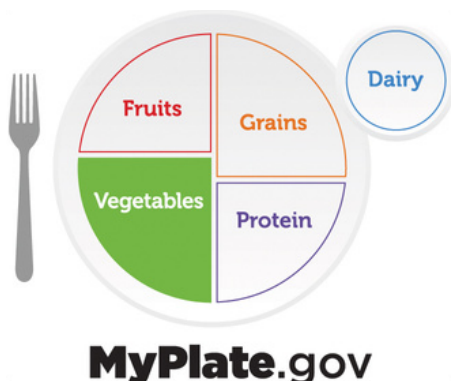 Dairy
Fruits
Grains
Vegetables
Protein
MyPlate.gov